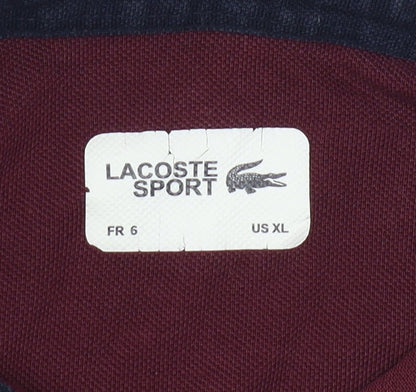 LACOSTE
SPORT
FR 6 US XL